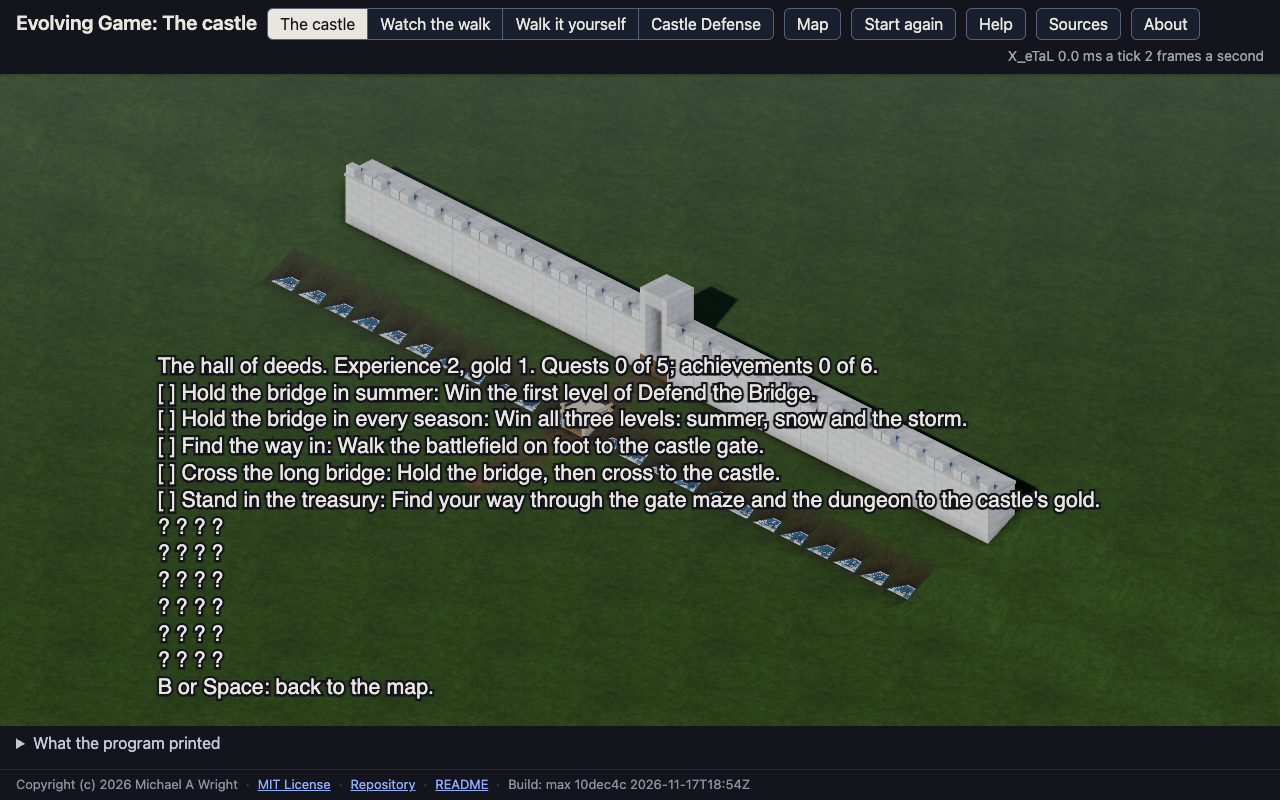 Evolving Game: The castle The castle Watch the walk Walk it yourself Castle Defense Map Start again Help Sources About
X_eTaL 0.0 ms a tick 2 frames a second
The hall of deeds. Experience 2, gold 1. Quests 0 of 5; achievements 0 of 6.
[ ] Hold the bridge in summer: Win the first level of Defend the Bridge.
[ ] Hold the bridge in every season: Win all three levels: summer, snow and the storm.
[ ] Find the way in: Walk the battlefield on foot to the castle gate.
[ ] Cross the long bridge: Hold the bridge, then cross to the castle.
[ ] Stand in the treasury: Find your way through the gate maze and the dungeon to the castle's gold.
? ? ? ?
? ? ? ?
? ? ? ?
? ? ? ?
? ? ? ?
? ? ? ?
B or Space: back to the map.
▶ What the program printed
Copyright (c) 2026 Michael A Wright · MIT License · Repository · README · Build: max 10dec4c 2026-11-17T18:54Z